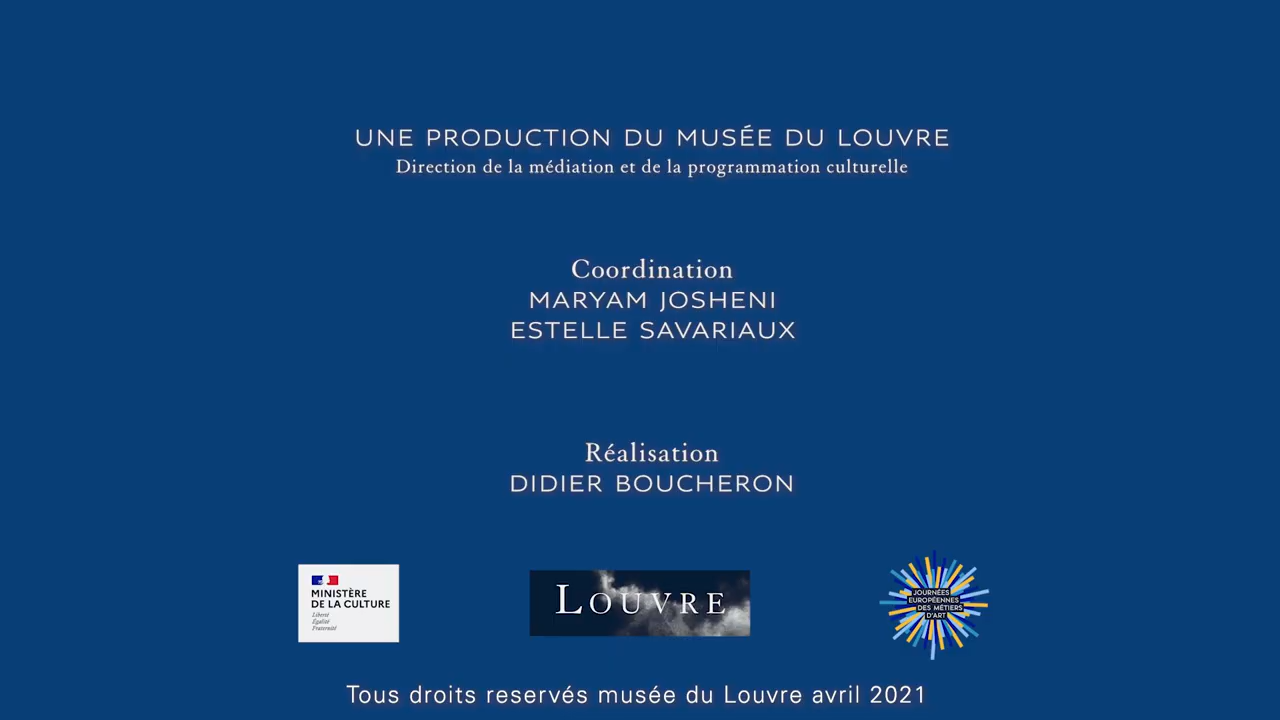 UNE PRODUCTION DU MUSÉE DU LOUVRE
Direction de la médiation et de la programmation culturelle
Coordination
MARYAM JOSHENI
ESTELLE SAVARIAUX
Réalisation
DIDIER BOUCHERON
MINISTÈRE
DE LA CULTURE
Liberté
Égalité
Fraternité
LOUVRE
JOURNÉES
EUROPÉENNES
DES MÉTIERS
D'ART
Tous droits reservés musée du Louvre avril 2021